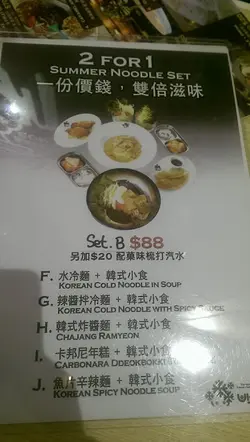 2 FOR 1
SUMMER NOODLE SET
一份價錢，雙倍滋味
Set. B $88
另加$20 配菓味梳打汽水
F. 水冷麵 + 韓式小食
KOREAN COLD NOODLE IN SOUP
G. 辣醬拌冷麵 + 韓式小食
KOREAN COLD NOODLE WITH SPICY SAUCE
H. 韓式炸醬麵 + 韓式小食
CHAJANG RAMYEON
I. 卡邦尼年糕 + 韓式小食
CARBONARA DDEOKBOKKI
J. 魚片辛辣麵 + 韓式小食
KOREAN SPICY NOODLE SOUP